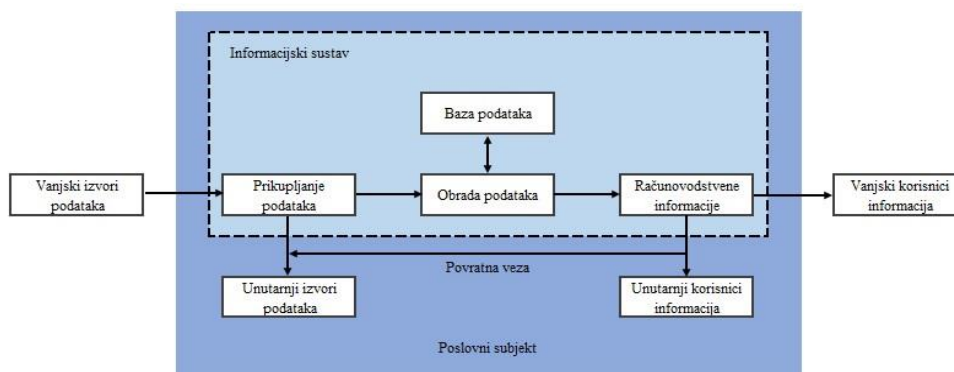 Informacijski sustav
Baza podataka
Vanjski izvori
podataka
Prikupljanje
podataka
Obrada podataka
Računovodstvene
informacije
Vanjski korisnici
informacija
Povratna veza
Unutarnji izvori
podataka
Unutarnji korisnici
informacija
Poslovni subjekt